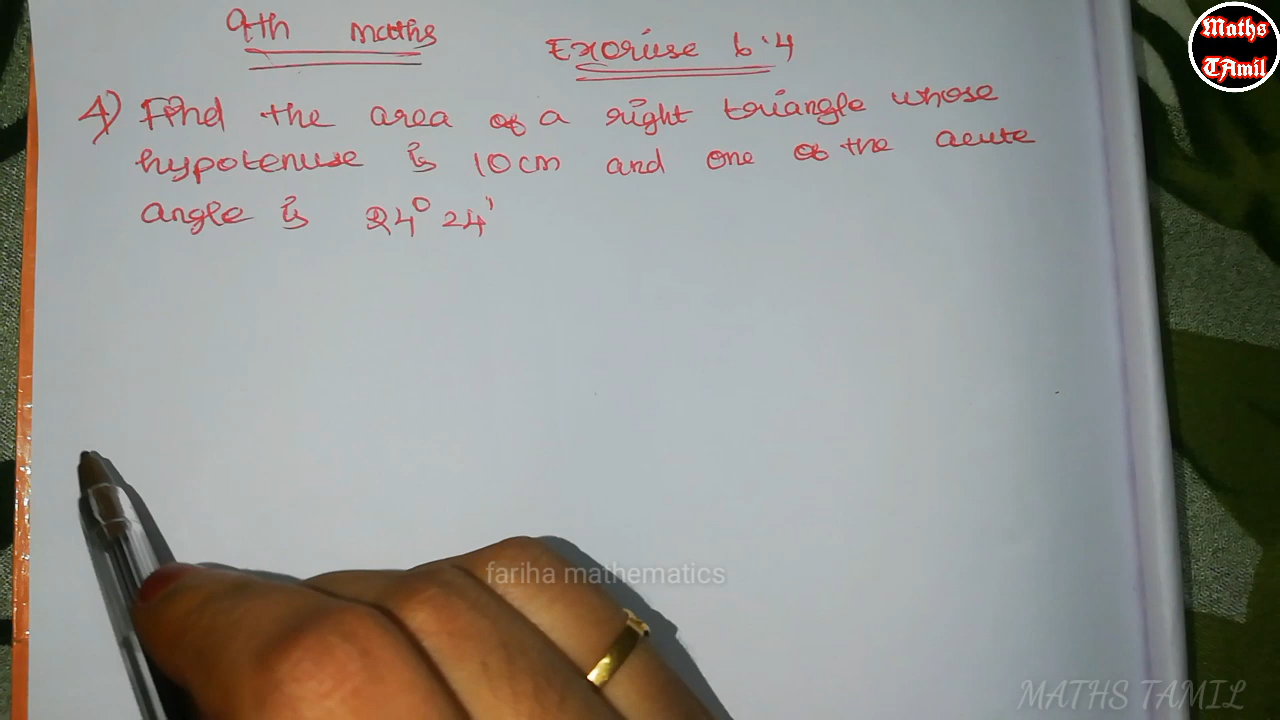 9th maths
Exercise 6.4
4) Find the area of a right triangle whose
hypotenuse is 10cm and one of the acute
angle is 24° 24'
Maths
TAmil
fariha mathematics
MATHS TAMIL